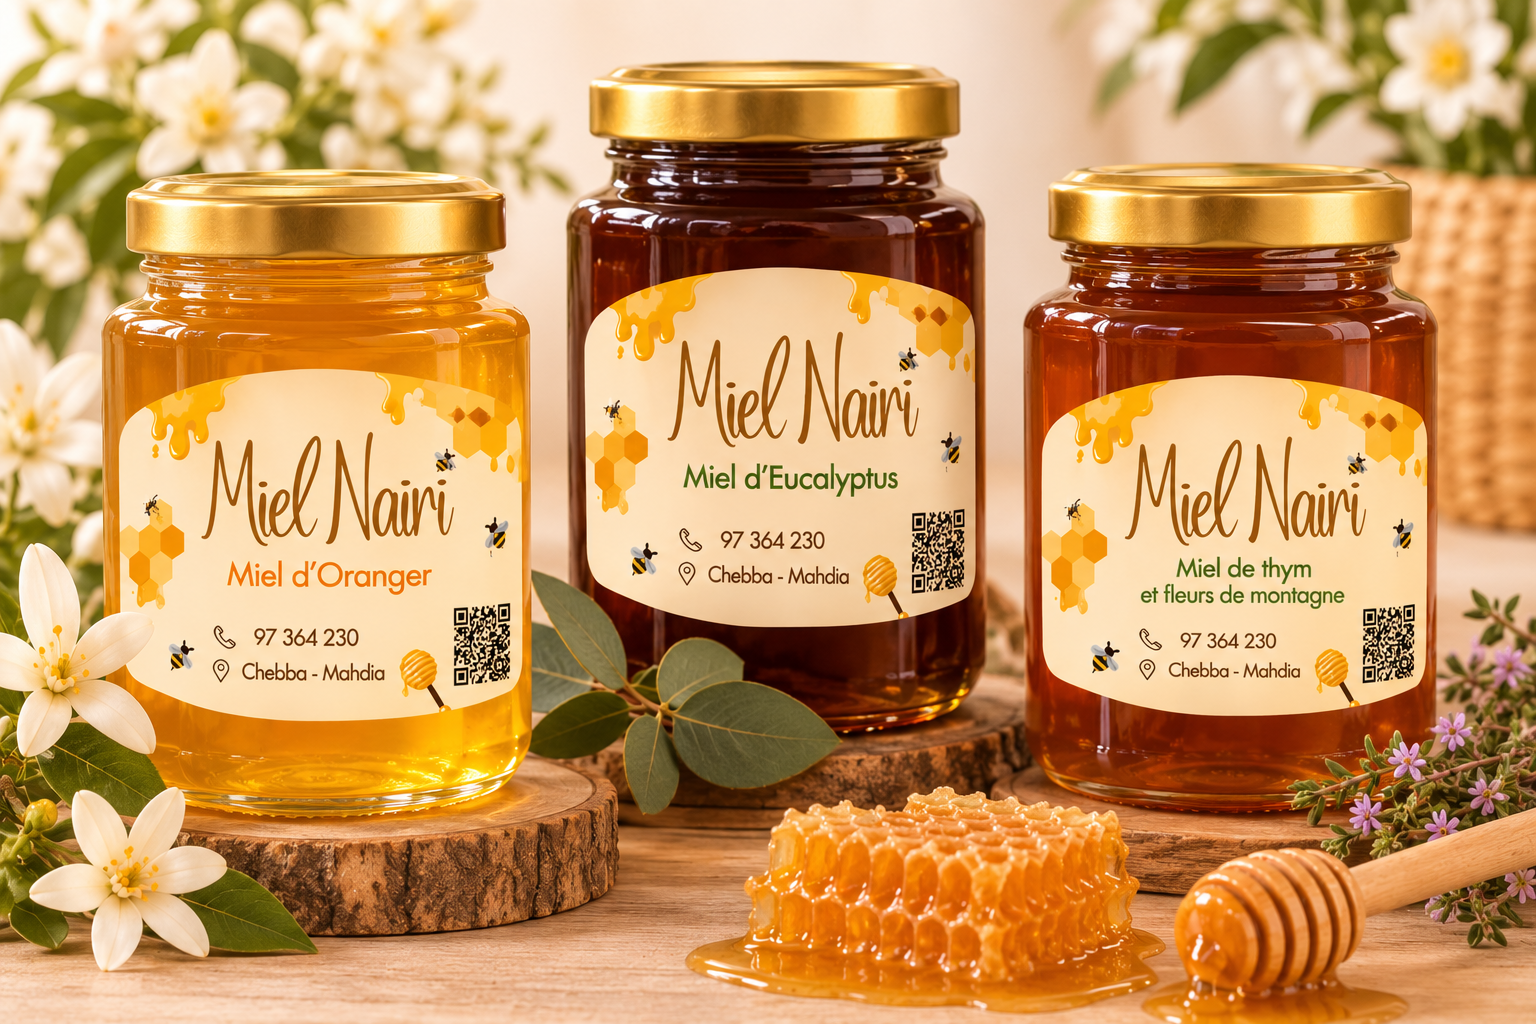 Miel Nairi
Miel d'Oranger
97 364 230
Chebba - Mahdia
Miel Nairi
Miel d'Eucalyptus
97 364 230
Chebba - Mahdia
Miel Nairi
Miel de thym
et fleurs de montagne
97 364 230
Chebba - Mahdia